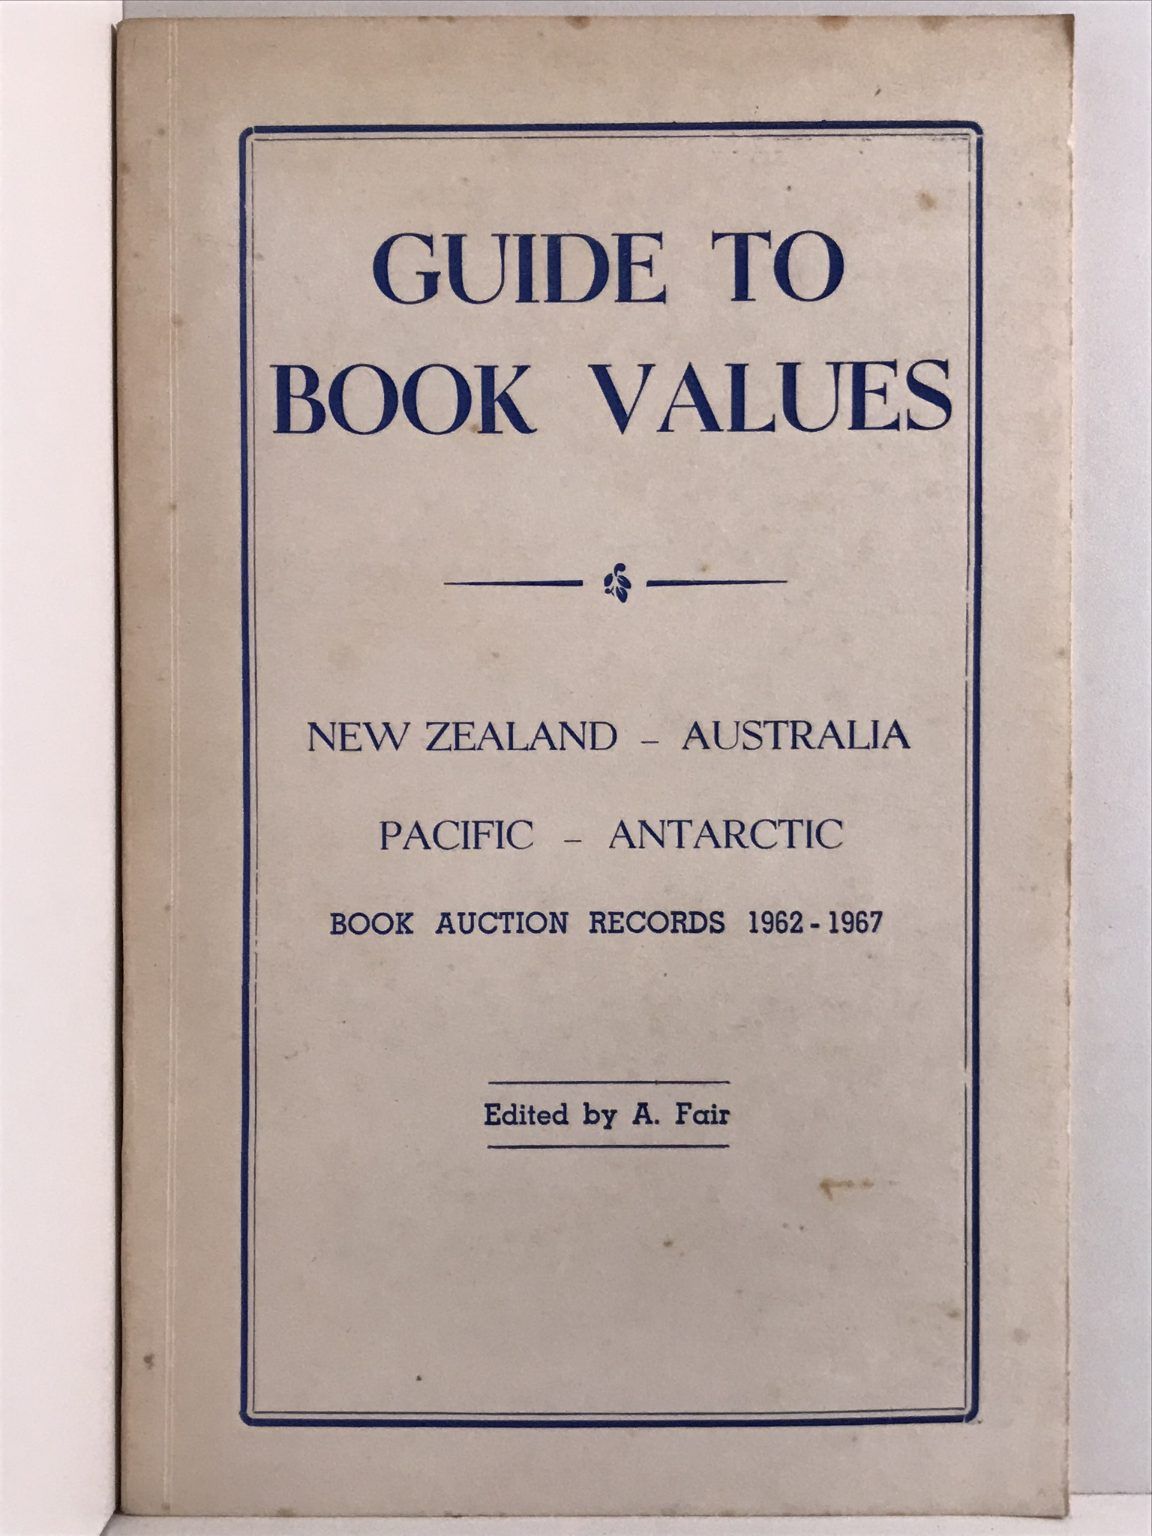 GUIDE TO
BOOK VALUES
NEW ZEALAND – AUSTRALIA
PACIFIC – ANTARCTIC
BOOK AUCTION RECORDS 1962-1967
Edited by A. Fair